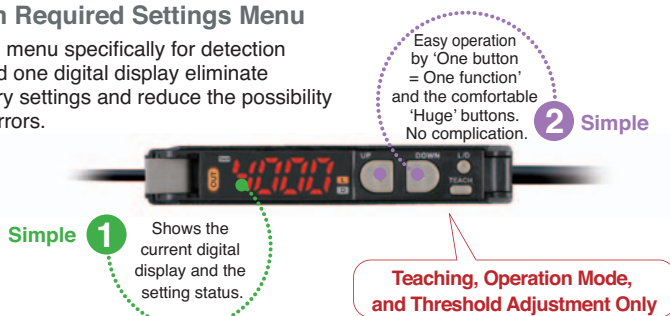 Required Settings Menu
menu specifically for detection
one digital display eliminate
settings and reduce the possibility
Easy operation
by ‘One button
= One function’
and the comfortable
‘Huge’ buttons.
No complication.
2 Simple
OUT
4000
L
D
UP
DOWN
L/D
TEACH
Simple 1
Shows the
current digital
display and the
setting status.
Teaching, Operation Mode,
and Threshold Adjustment Only